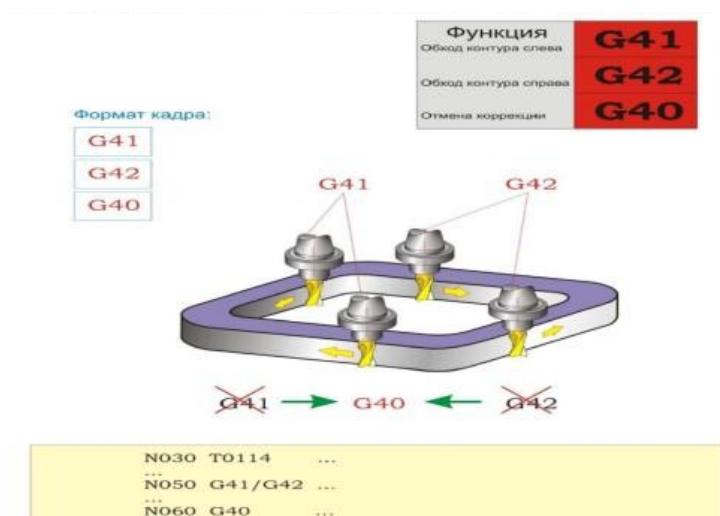 Функция
Обход контура слева G41
Обход контура справа G42
Отмена коррекции G40
Формат кадра:
G41
G42
G40
G41 G42
G41 G40 G42
N030 T0114 ...
...
N050 G41/G42 ...
...
N060 G40 ...